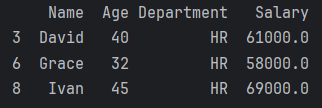 Name Age Department Salary
3 David 40 HR 61000.0
6 Grace 32 HR 58000.0
8 Ivan 45 HR 69000.0